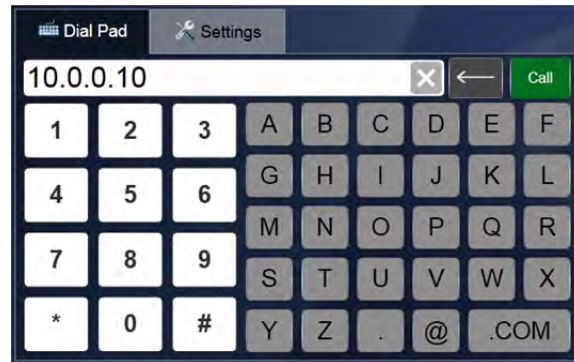 Dial Pad Settings
10.0.0.10 Call
1 2 3 A B C D E F
4 5 6 G H I J K L
M N O P Q R
7 8 9 S T U V W X
* 0 # Y Z . @ .COM